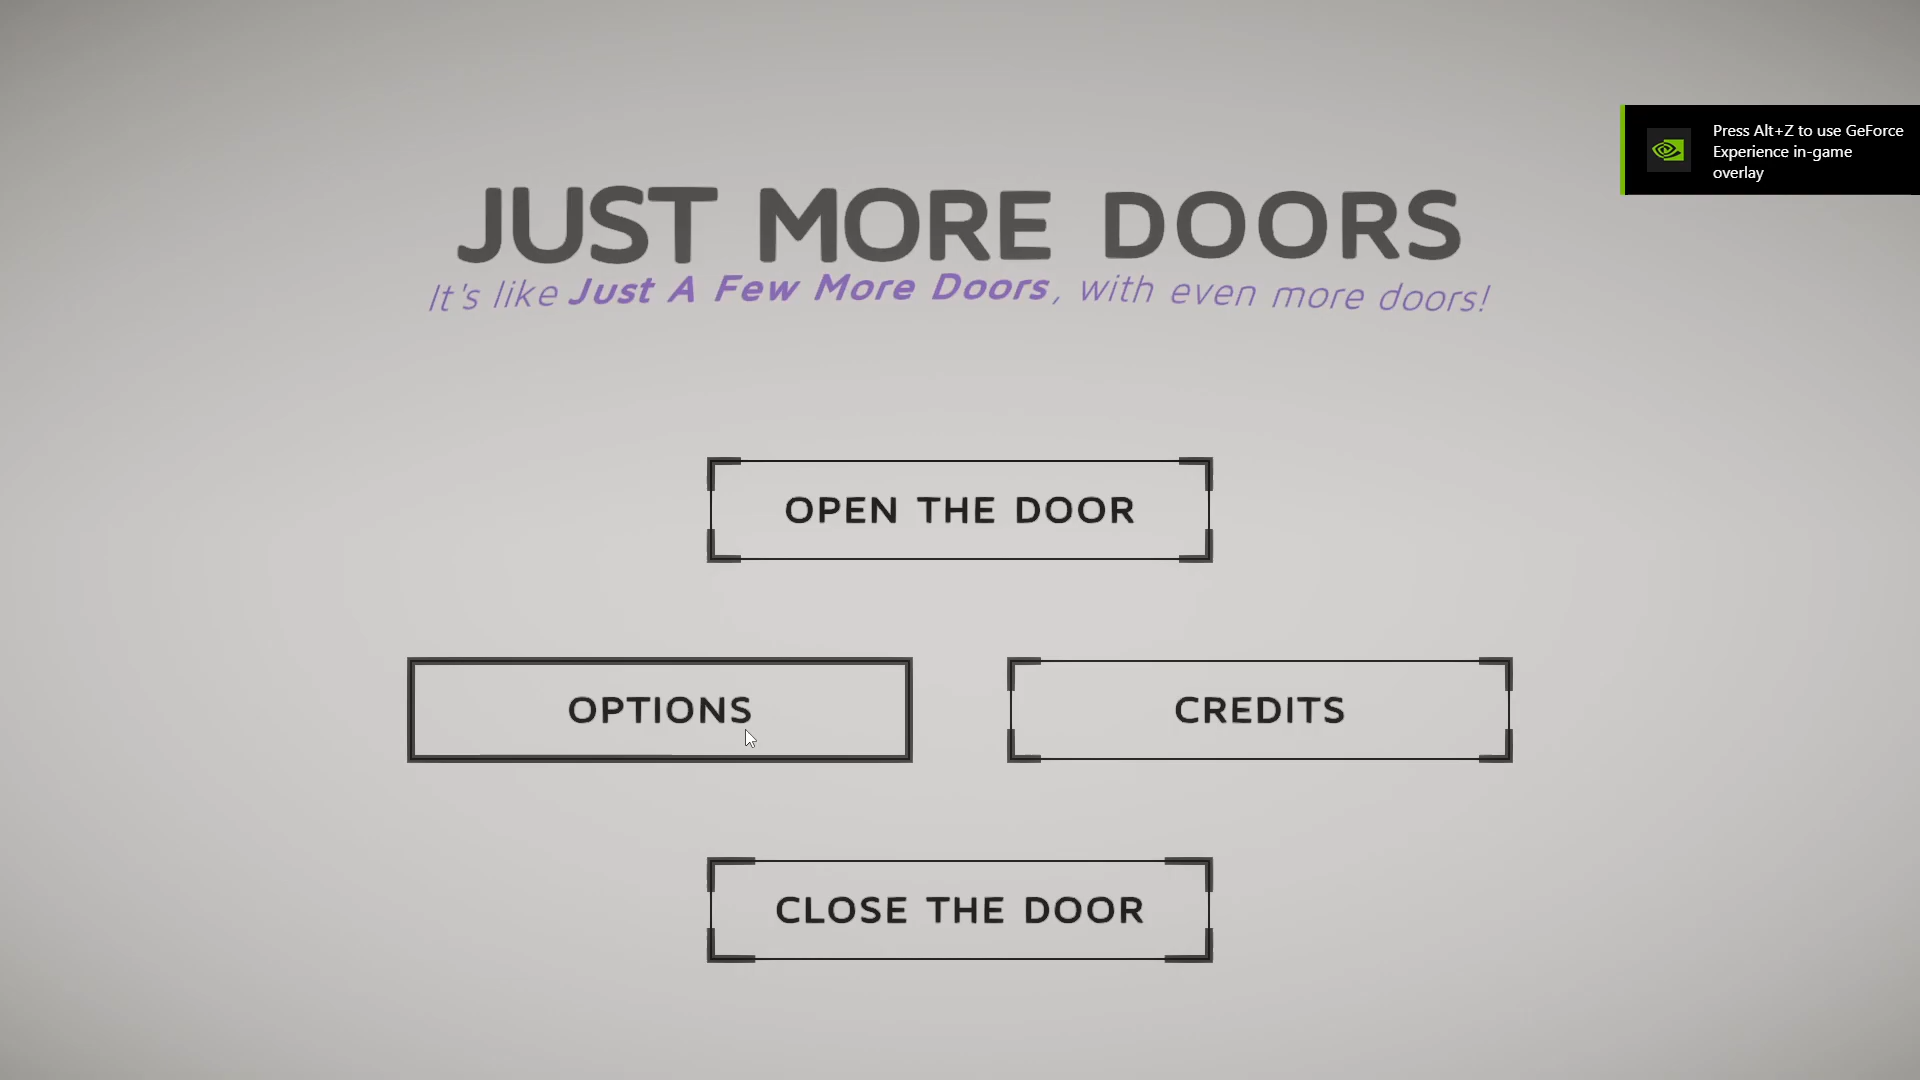 Press Alt+Z to use GeForce
Experience in-game
overlay
JUST MORE DOORS
It's like Just A Few More Doors, with even more doors!
OPEN THE DOOR
OPTIONS
CREDITS
CLOSE THE DOOR